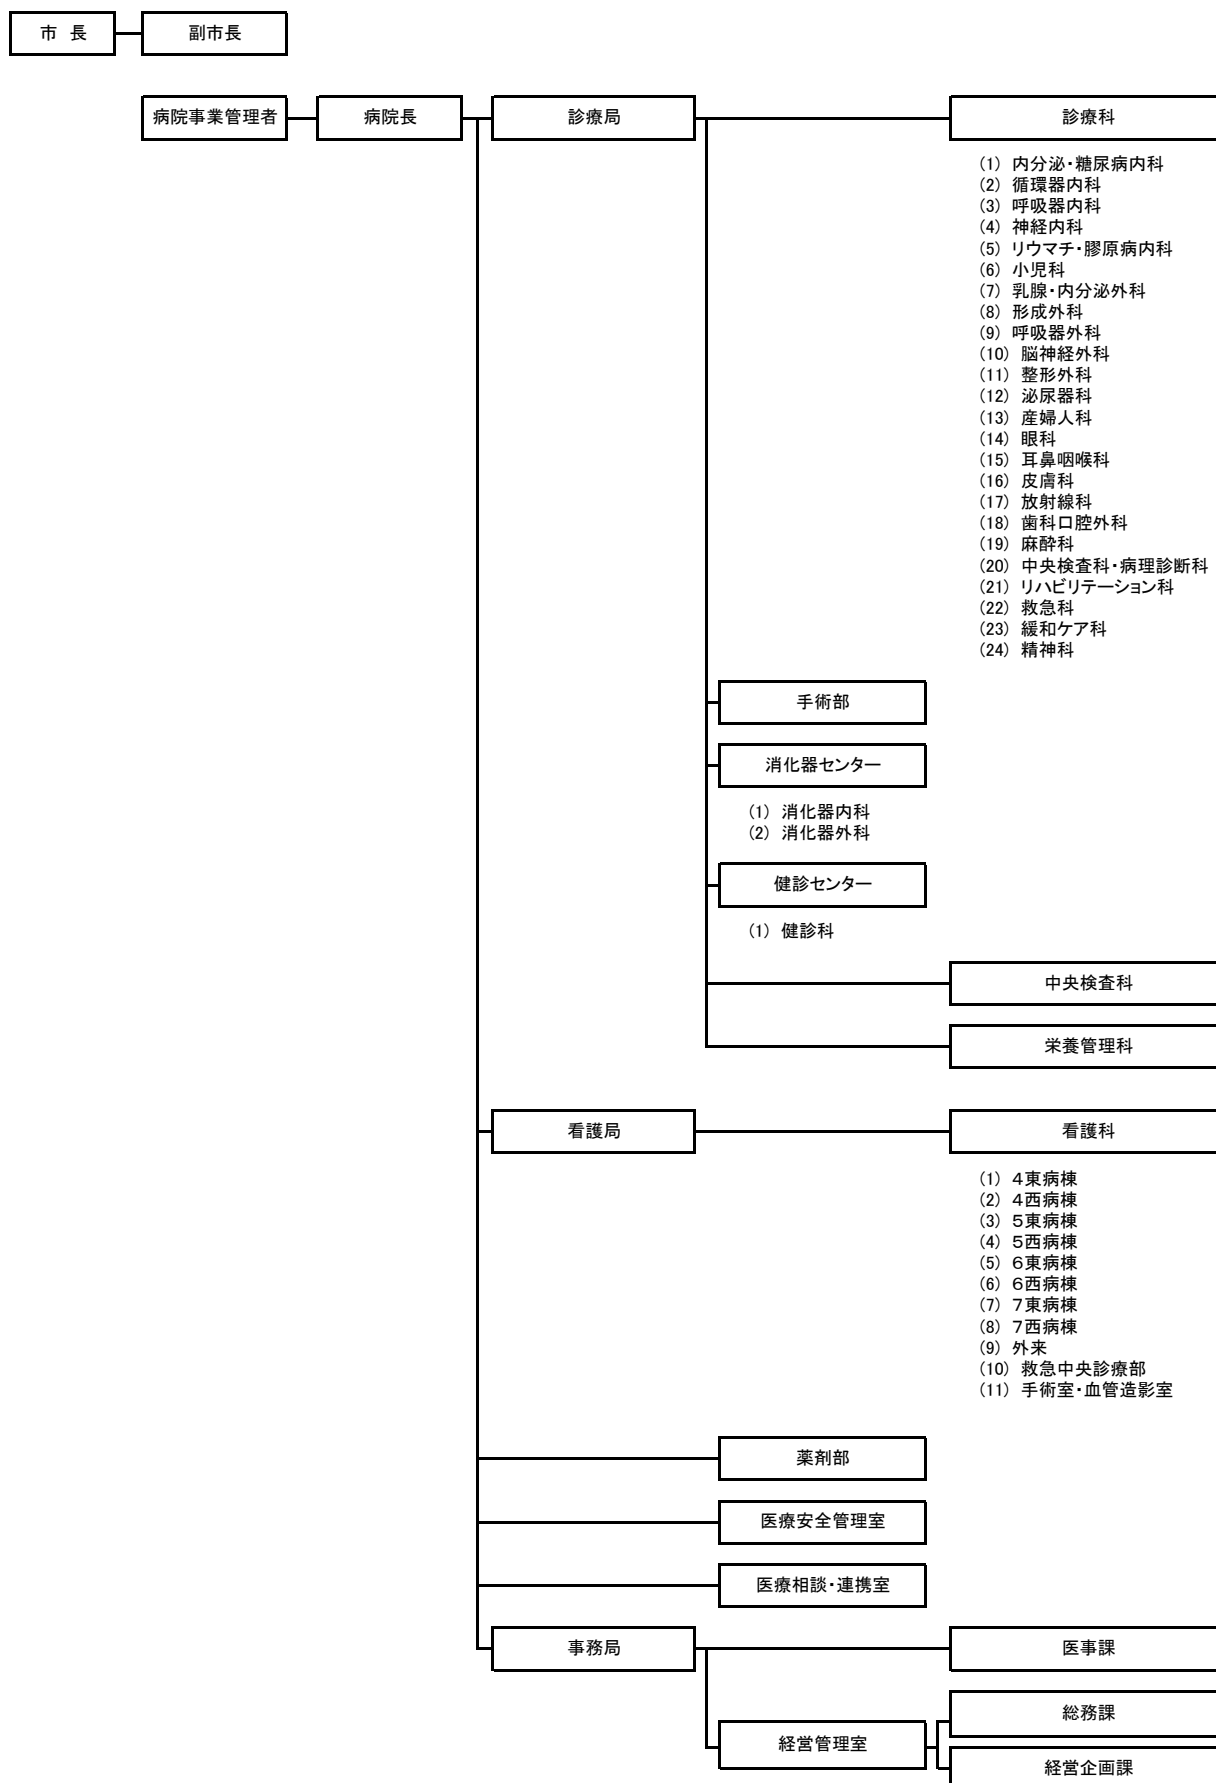 市 長
副市長
病院事業管理者
病院長
診療局
診療科
(1) 内分泌・糖尿病内科
(2) 循環器内科
(3) 呼吸器内科
(4) 神経内科
(5) リウマチ・膠原病内科
(6) 小児科
(7) 乳腺・内分泌外科
(8) 形成外科
(9) 呼吸器外科
(10) 脳神経外科
(11) 整形外科
(12) 泌尿器科
(13) 産婦人科
(14) 眼科
(15) 耳鼻咽喉科
(16) 皮膚科
(17) 放射線科
(18) 歯科口腔外科
(19) 麻酔科
(20) 中央検査科・病理診断科
(21) リハビリテーション科
(22) 救急科
(23) 緩和ケア科
(24) 精神科
手術部
消化器センター
(1) 消化器内科
(2) 消化器外科
健診センター
(1) 健診科
中央検査科
栄養管理科
看護局
看護科
(1) 4東病棟
(2) 4西病棟
(3) 5東病棟
(4) 5西病棟
(5) 6東病棟
(6) 6西病棟
(7) 7東病棟
(8) 7西病棟
(9) 外来
(10) 救急中央診療部
(11) 手術室・血管造影室
薬剤部
医療安全管理室
医療相談・連携室
事務局
医事課
総務課
経営管理室
経営企画課